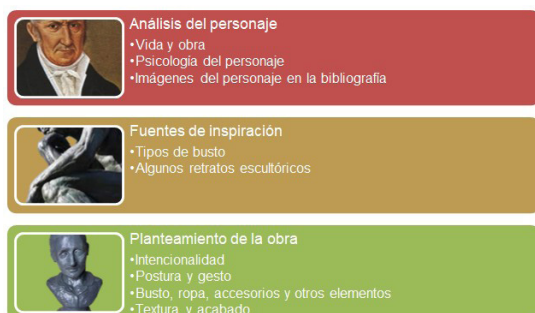 Análisis del personaje
•Vida y obra
•Psicología del personaje
•Imágenes del personaje en la bibliografía
Fuentes de inspiración
•Tipos de busto
•Algunos retratos escultóricos
Planteamiento de la obra
•Intencionalidad
•Postura y gesto
•Busto, ropa, accesorios y otros elementos
•Textura y acabado